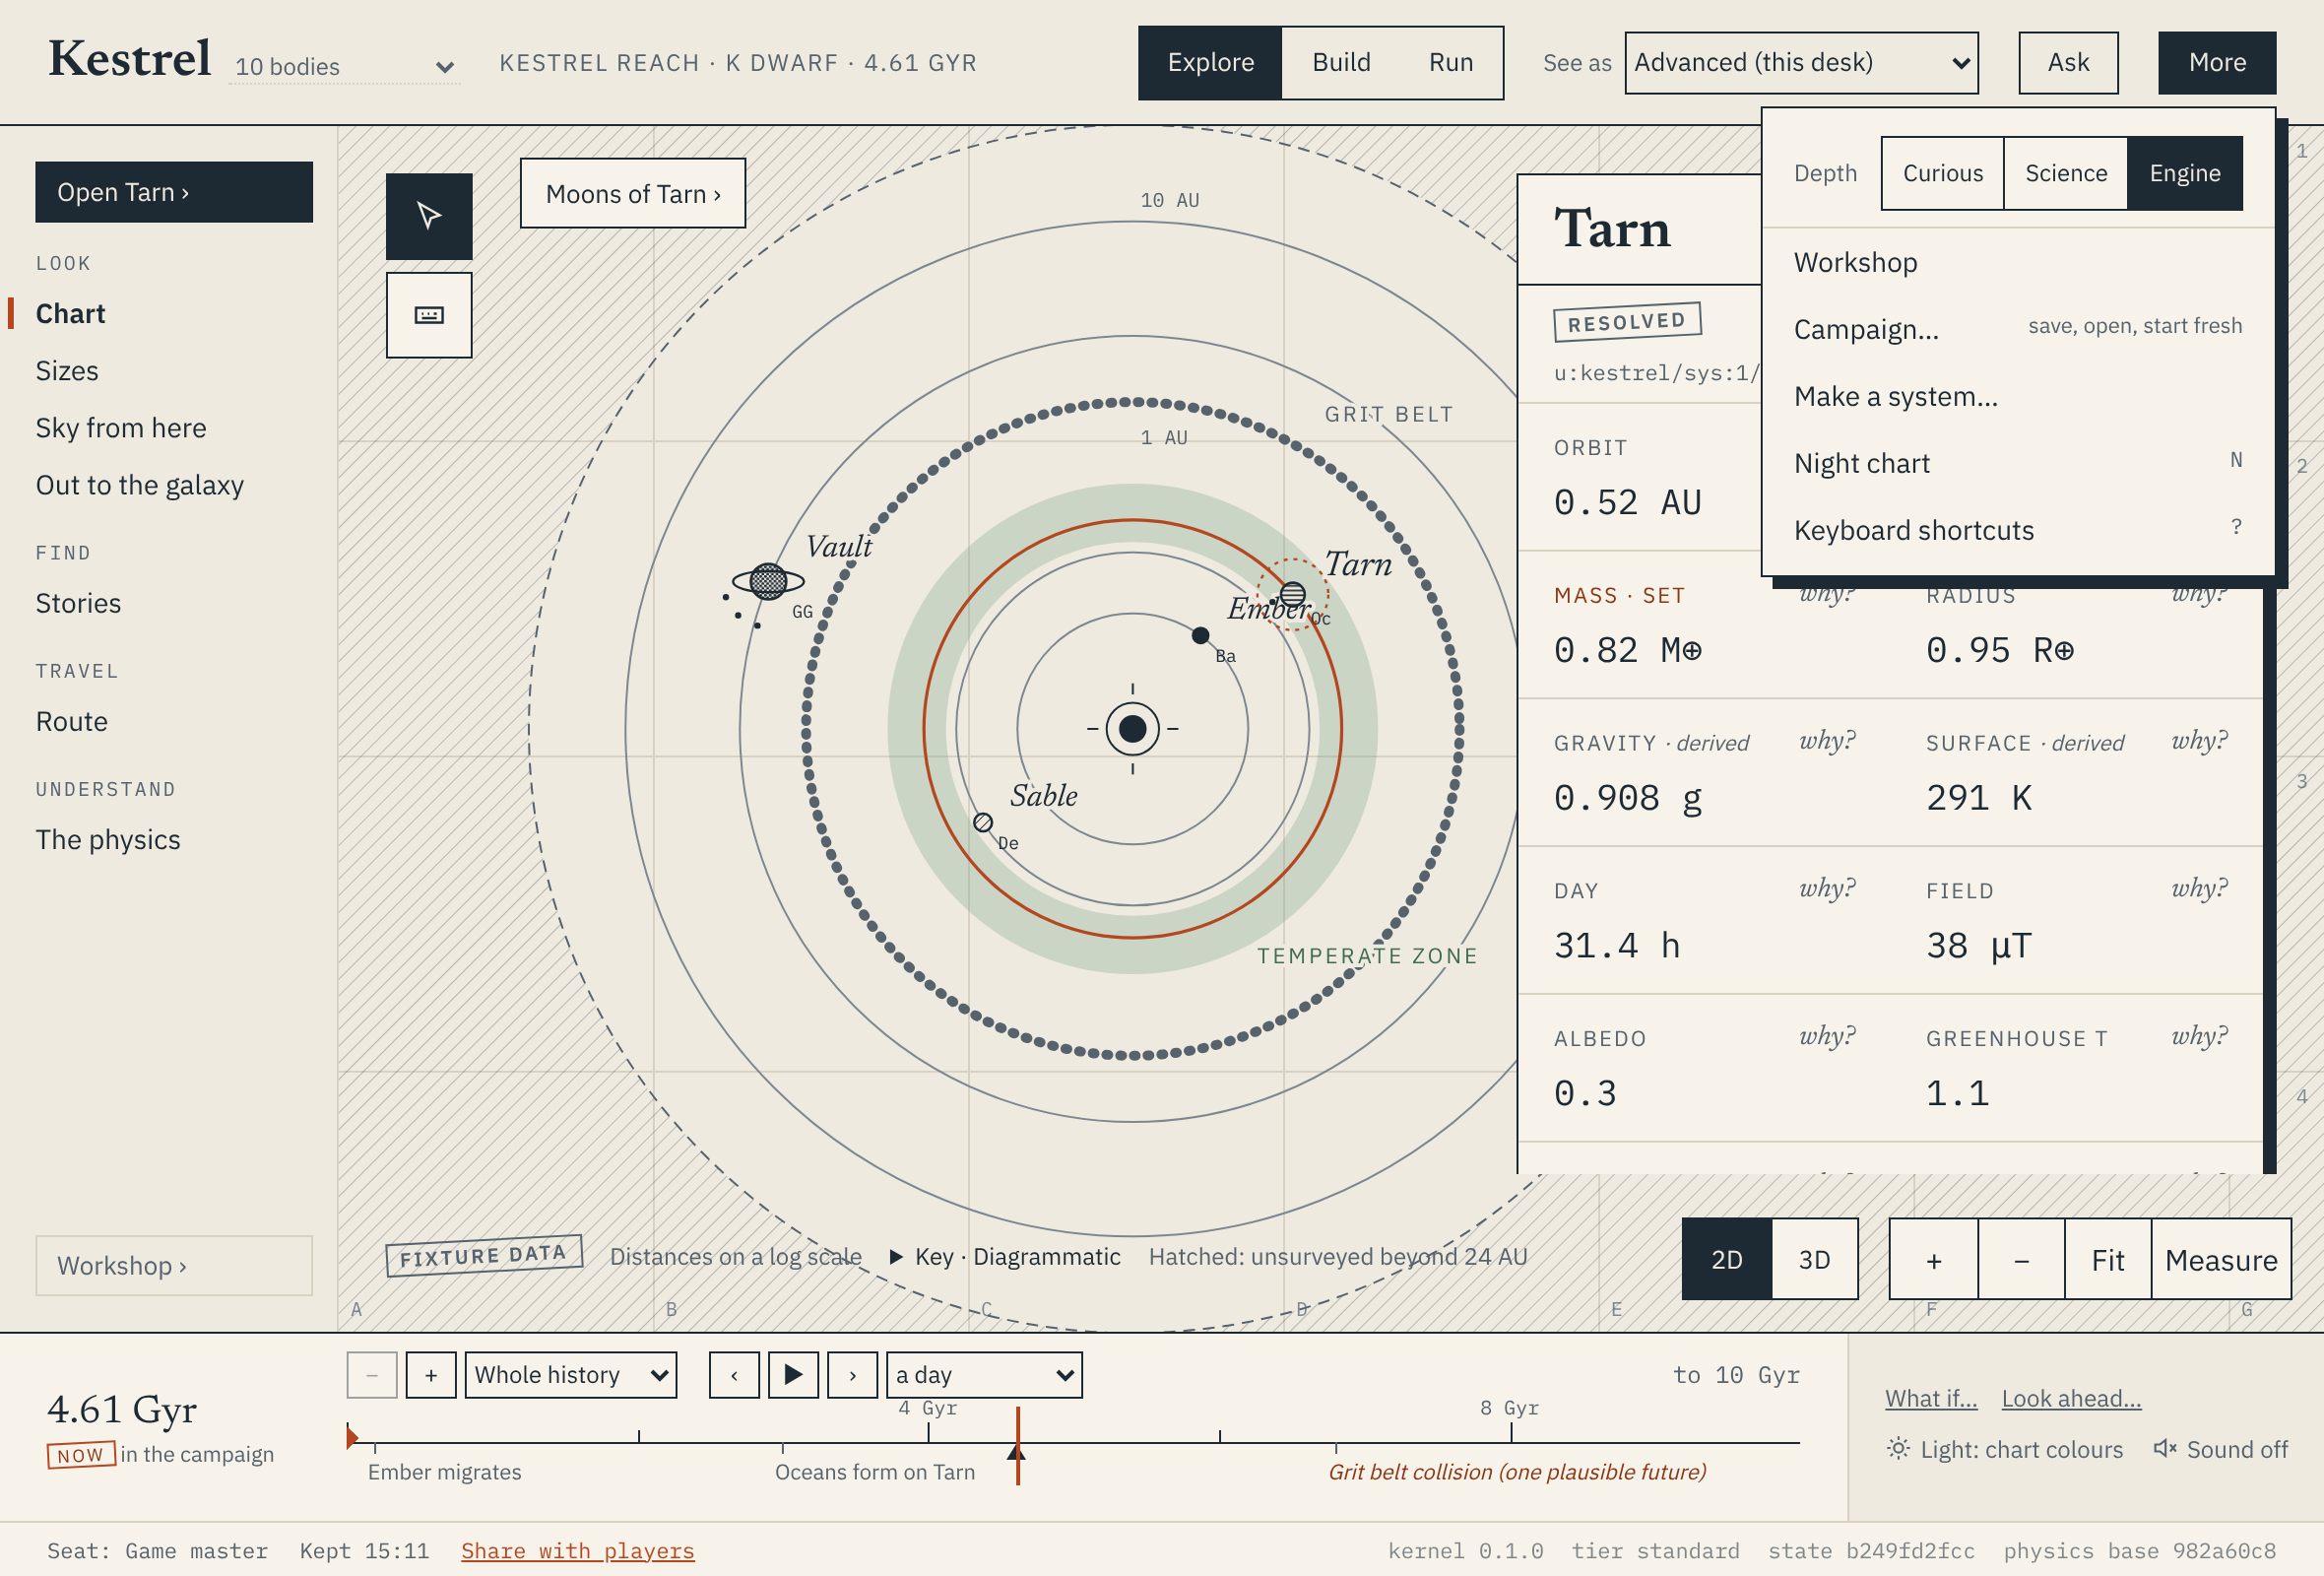 Kestrel
10 bodies
KESTREL REACH · K DWARF · 4.61 GYR
Explore
Build
Run
See as
Advanced (this desk)
Ask
More
Depth
Curious
Science
Engine
Workshop
Campaign...
save, open, start fresh
Make a system...
Night chart
N
Keyboard shortcuts
?
Open Tarn ›
LOOK
Chart
Sizes
Sky from here
Out to the galaxy
FIND
Stories
TRAVEL
Route
UNDERSTAND
The physics
Workshop ›
Moons of Tarn ›
10 AU
GRIT BELT
1 AU
Vault
GG
Tarn
Ember
Oc
Ba
Sable
De
TEMPERATE ZONE
Tarn
RESOLVED
u:kestrel/sys:1/
ORBIT
0.52 AU
MASS · SET
why?
0.82 M⊕
RADIUS
why?
0.95 R⊕
GRAVITY · derived
why?
0.908 g
SURFACE · derived
why?
291 K
DAY
why?
31.4 h
FIELD
why?
38 µT
ALBEDO
why?
0.3
GREENHOUSE T
why?
1.1
1
2
3
4
FIXTURE DATA
Distances on a log scale
▶ Key · Diagrammatic
Hatched: unsurveyed beyond 24 AU
2D
3D
+
−
Fit
Measure
A
B
C
D
E
F
G
4.61 Gyr
NOW in the campaign
−
+
Whole history
‹
›
a day
to 10 Gyr
4 Gyr
8 Gyr
Ember migrates
Oceans form on Tarn
Grit belt collision (one plausible future)
What if...
Look ahead...
Light: chart colours
Sound off
Seat: Game master
Kept 15:11
Share with players
kernel 0.1.0
tier standard
state b249fd2fcc
physics base 982a60c8